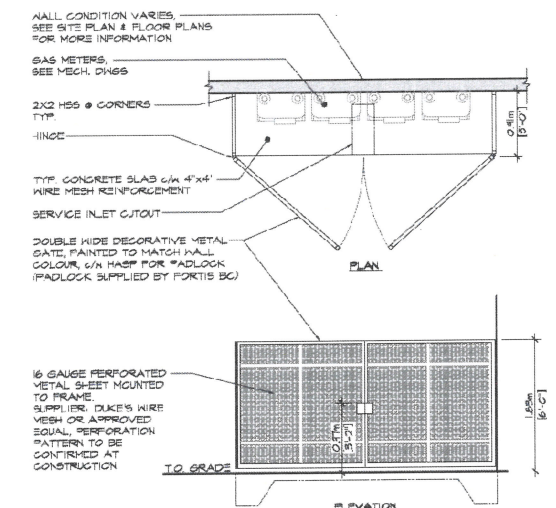 WALL CONDITION VARIES,
SEE SITE PLAN & FLOOR PLANS
FOR MORE INFORMATION
GAS METERS,
SEE MECH. DWGS
2X2 HSS @ CORNERS
TYP.
HINGE
TYP. CONCRETE SLAB c/w 4"x4"
WIRE MESH REINFORCEMENT
SERVICE INLET CUTOUT
DOUBLE WIDE DECORATIVE METAL
GATE, PAINTED TO MATCH WALL
COLOUR, c/w HASP FOR PADLOCK
(PADLOCK SUPPLIED BY FORTIS BC)
0.91m
[3'-0"]
PLAN
16 GAUGE PERFORATED
METAL SHEET MOUNTED
TO FRAME.
SUPPLIER: DUKE'S WIRE
MESH OR APPROVED
EQUAL, PERFORATION
PATTERN TO BE
CONFIRMED AT
CONSTRUCTION
T.O. GRADE
0.97m
[3'-2"]
[6'-0"]
ELEVATION